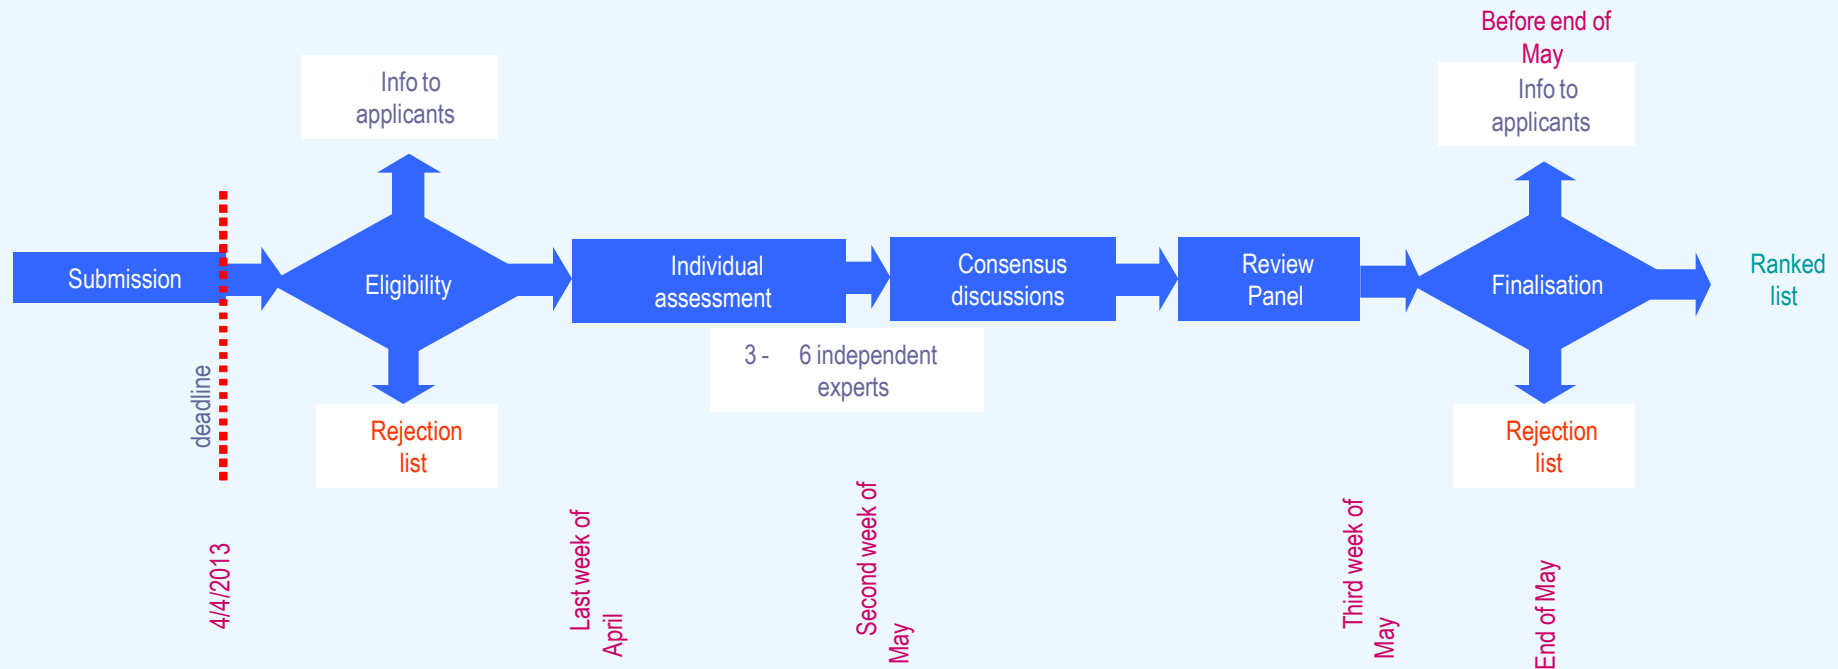 Before end of
May
Info to
applicants
Info to
applicants
Submission
Eligibility
Individual
assessment
Consensus
discussions
Review
Panel
Finalisation
Ranked
list
3 - 6 independent
experts
deadline
Rejection
list
Rejection
list
4/4/2013
Last week of
April
Second week of
May
Third week of
May
End of May